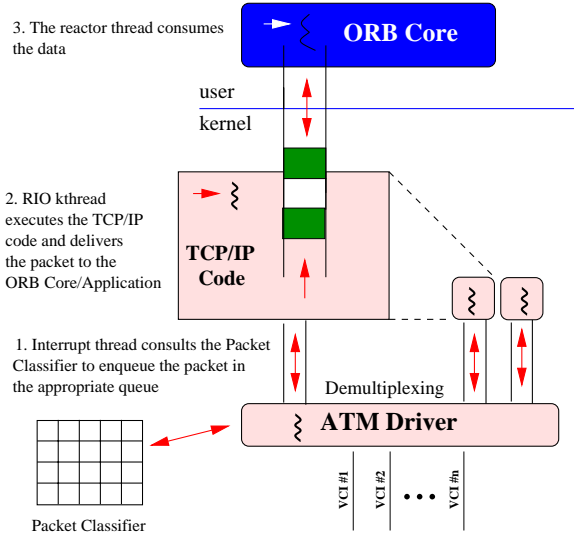 3. The reactor thread consumes
the data
ORB Core
user
kernel
2. RIO kthread
executes the TCP/IP
code and delivers
the packet to the
ORB Core/Application
TCP/IP
Code
1. Interrupt thread consults the Packet
Classifier to enqueue the packet in
the appropriate queue
Demultiplexing
ATM Driver
VCI #1
VCI #2
VCI #n
Packet Classifier